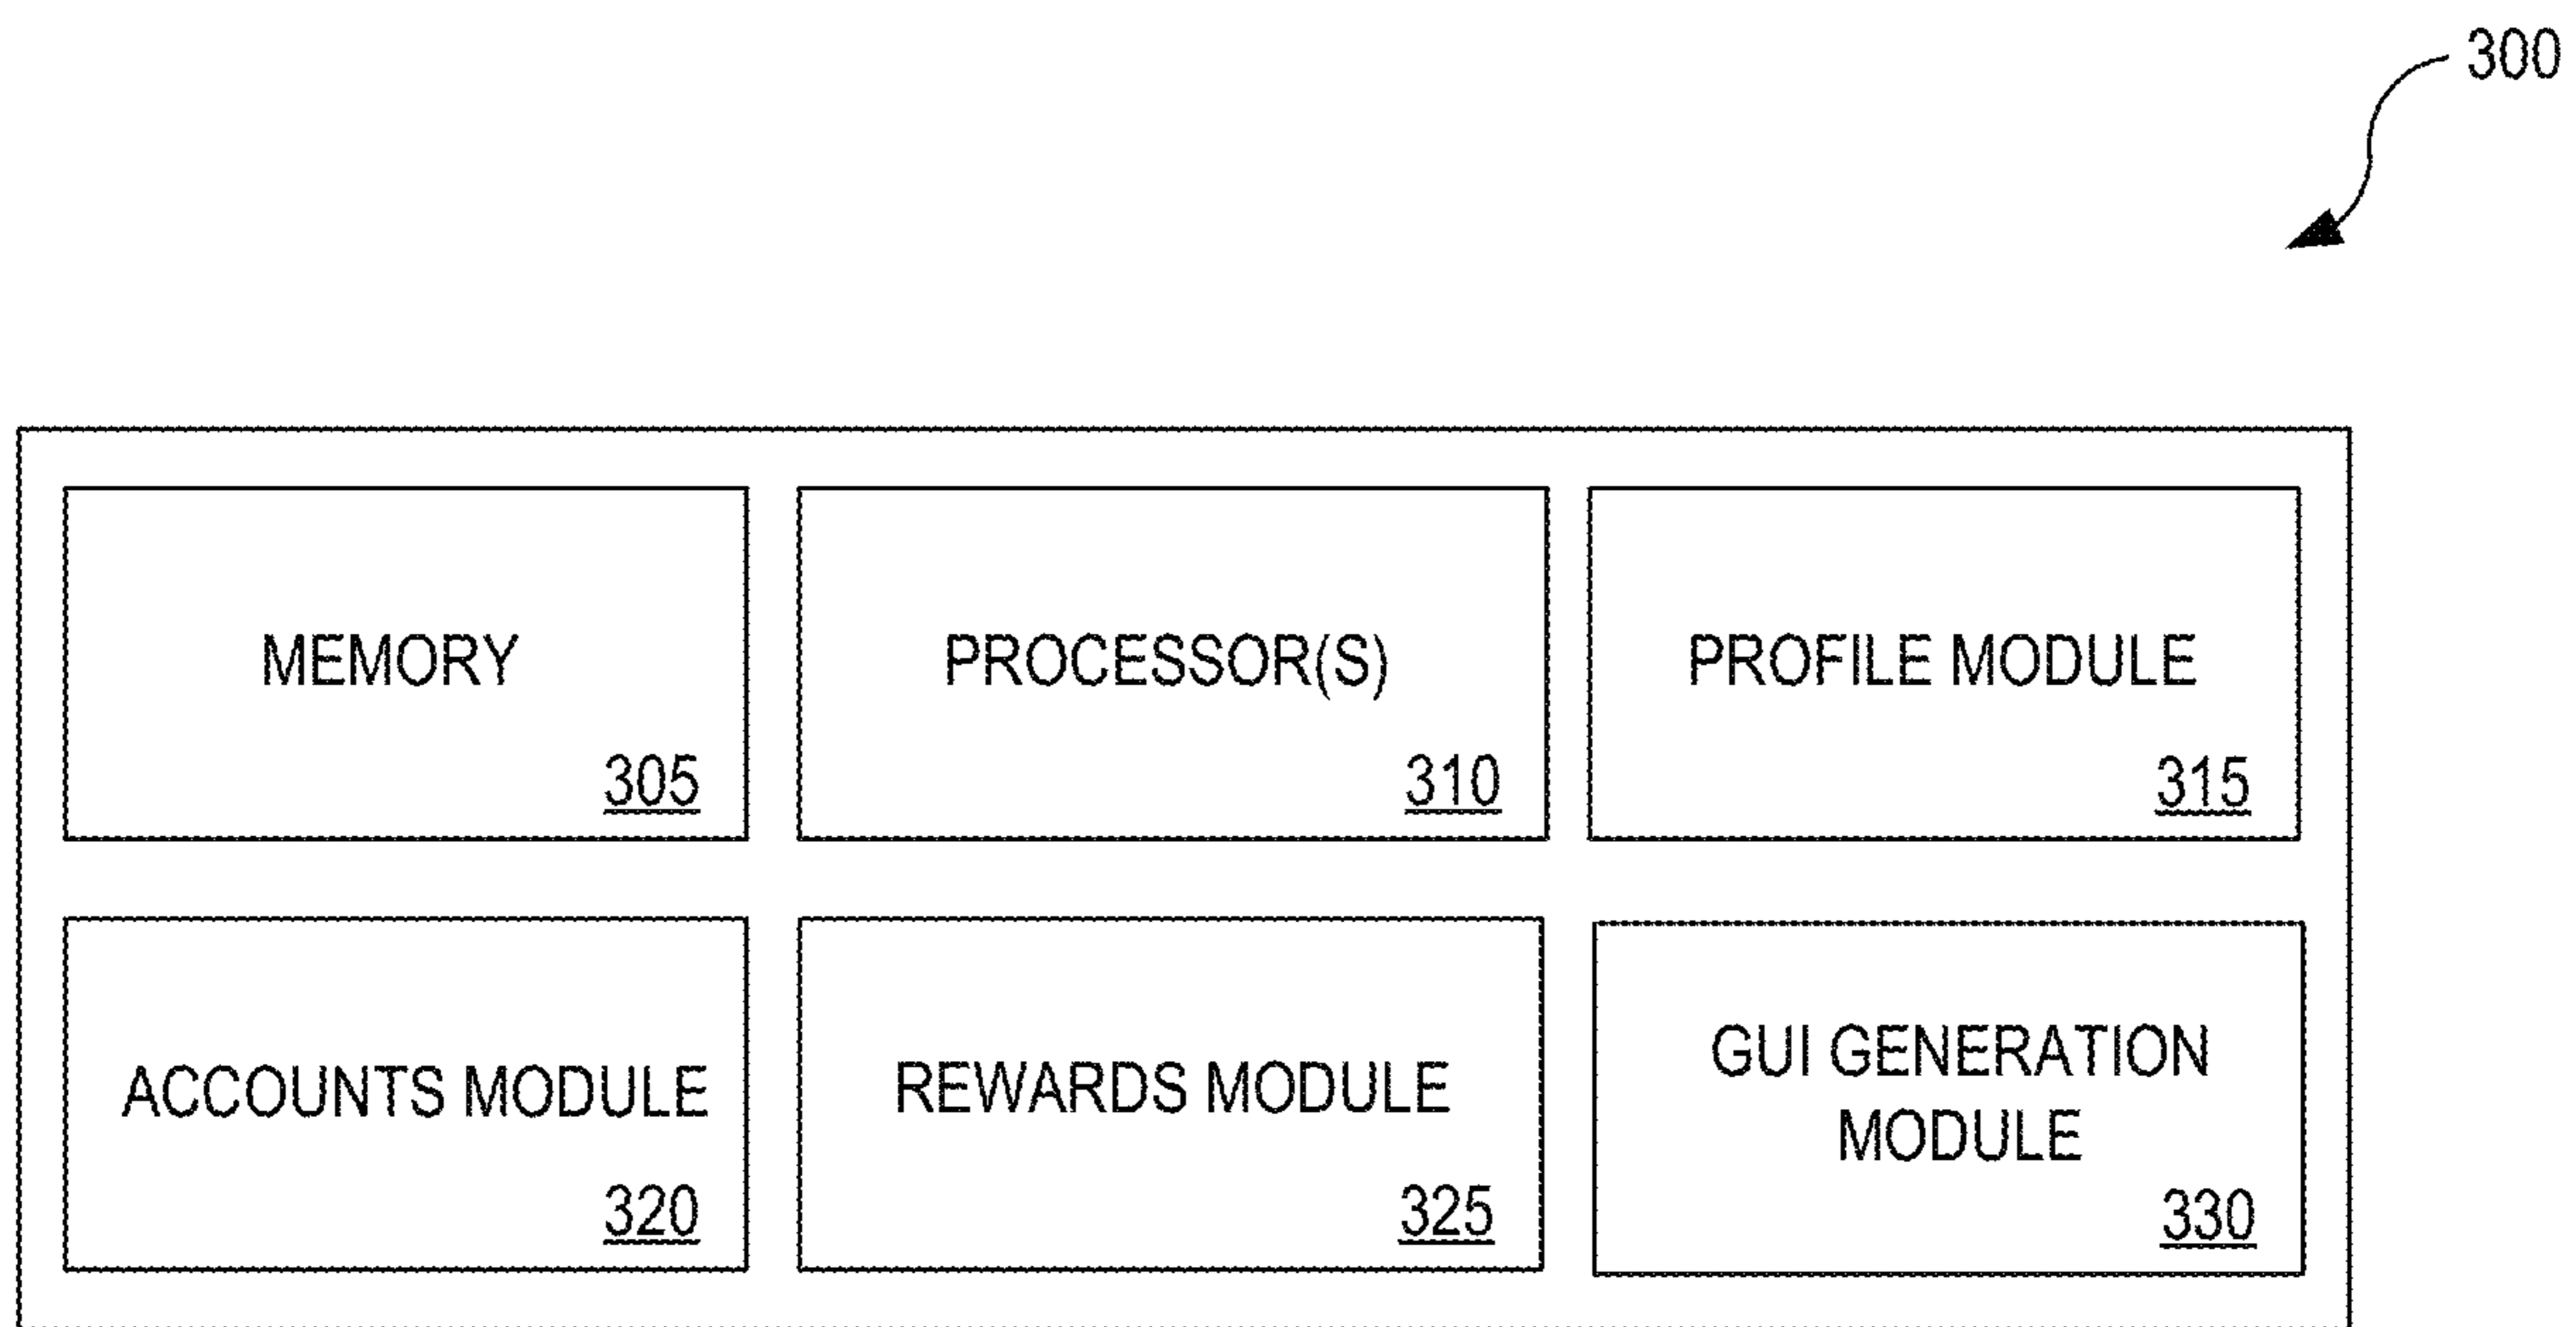 300
MEMORY
305
PROCESSOR(S)
310
PROFILE MODULE
315
ACCOUNTS MODULE
320
REWARDS MODULE
325
GUI GENERATION
MODULE
330